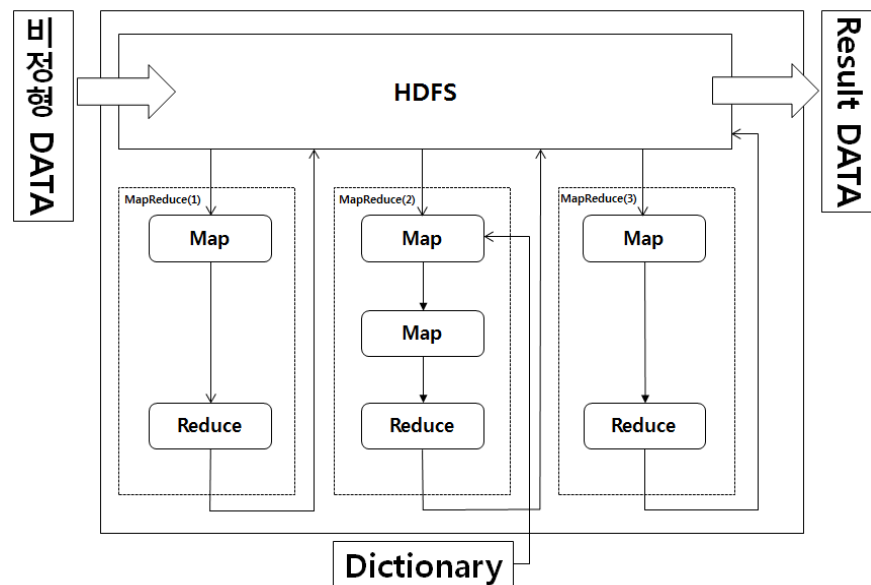 비정형 DATA
HDFS
Result DATA
MapReduce(1)
MapReduce(2)
MapReduce(3)
Map
Map
Map
Map
Reduce
Reduce
Reduce
Dictionary